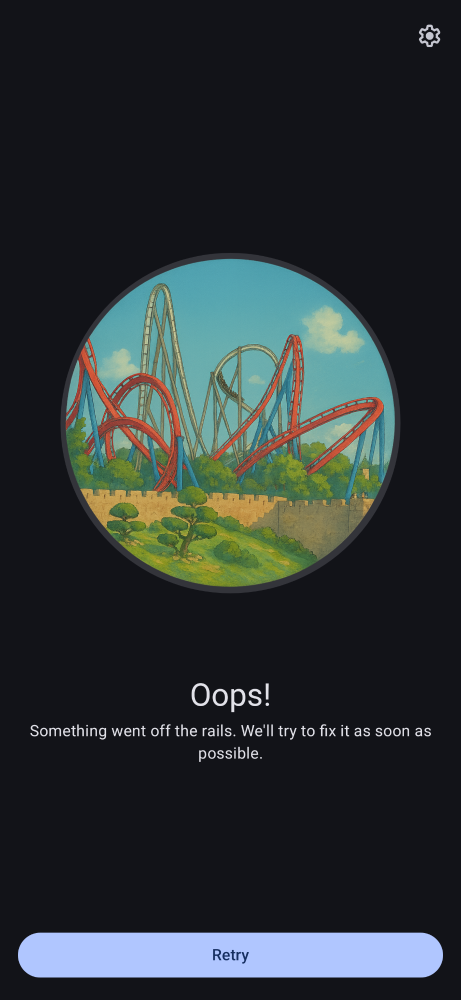 Oops!
Something went off the rails. We'll try to fix it as soon as
possible.
Retry